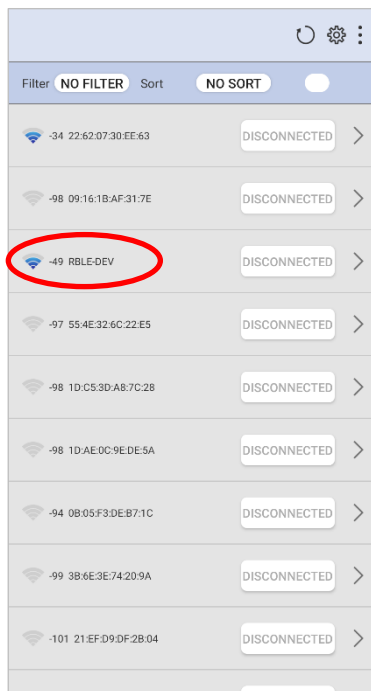 Filter NO FILTER Sort NO SORT
-34 22:62:07:30:EE:63 DISCONNECTED
-98 09:16:1B:AF:31:7E DISCONNECTED
-49 RBLE-DEV DISCONNECTED
-97 55:4E:32:6C:22:E5 DISCONNECTED
-98 1D:C5:3D:A8:7C:28 DISCONNECTED
-98 1D:AE:0C:9E:DE:5A DISCONNECTED
-94 0B:05:F3:DE:B7:1C DISCONNECTED
-99 3B:6E:3E:74:20:9A DISCONNECTED
-101 21:EF:D9:DF:2B:04 DISCONNECTED